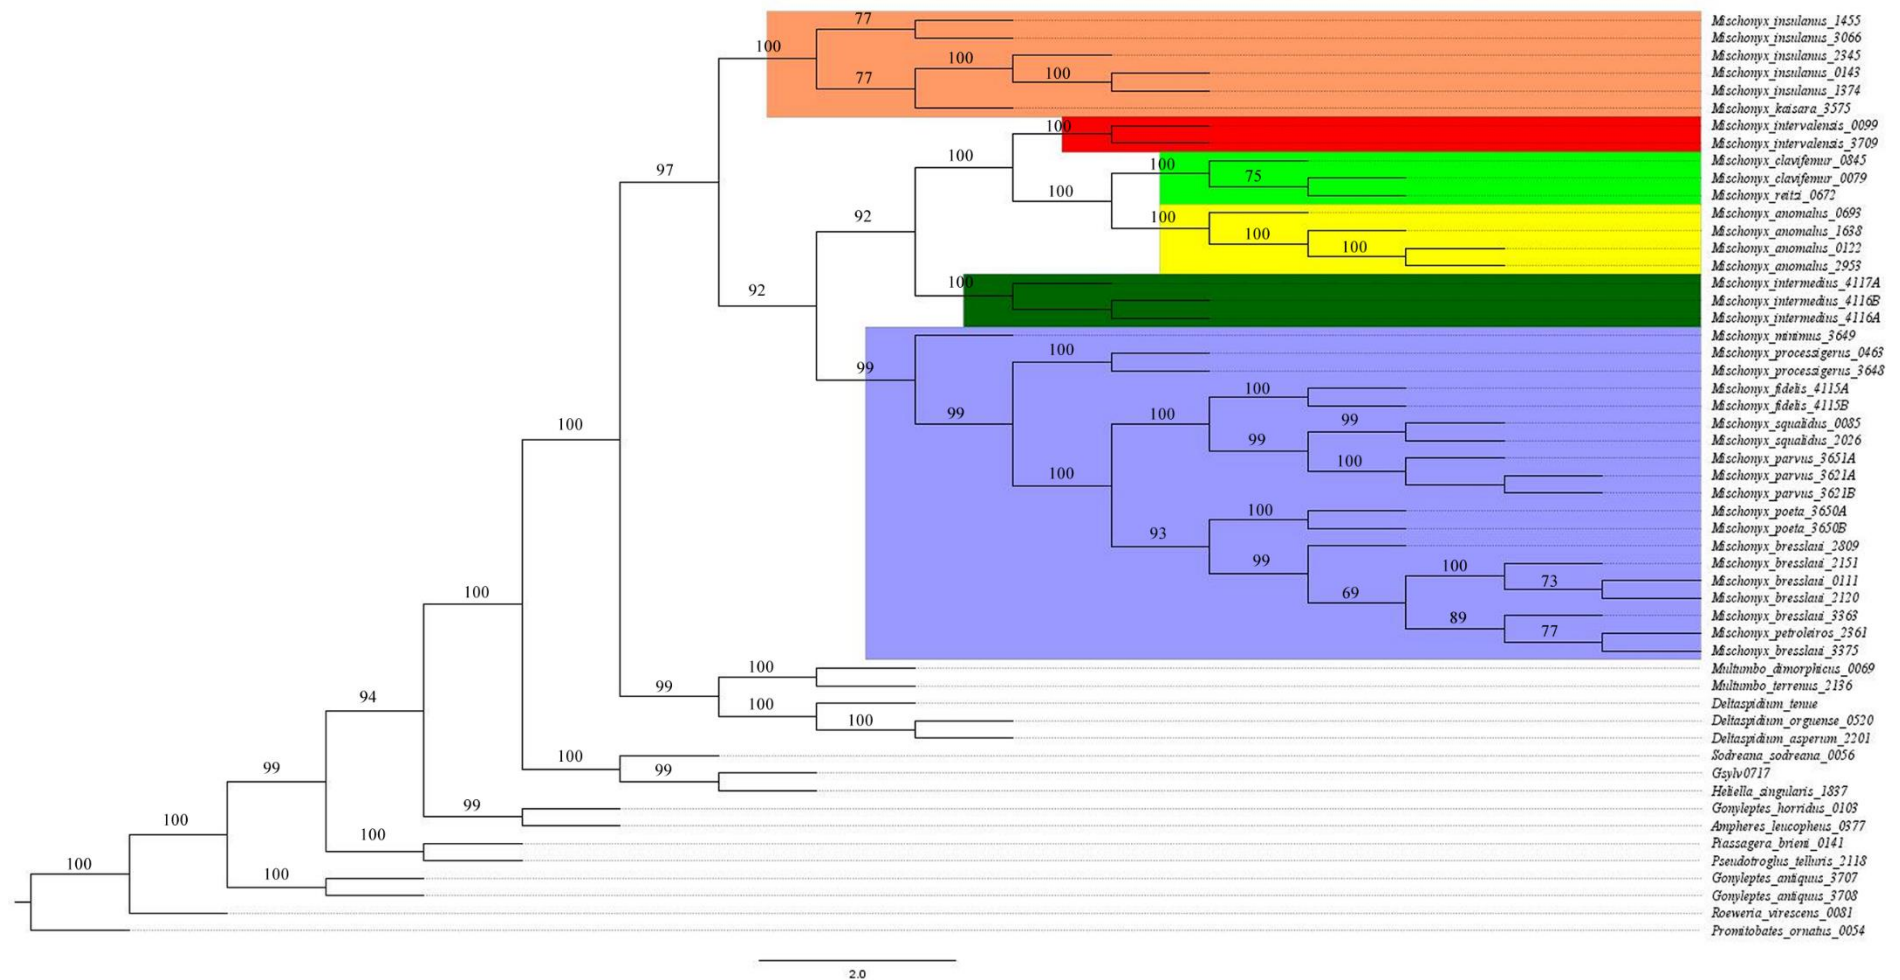 77
Mischonyx_insulanus_1455
100
Mischonyx_insulanus_3066
100
Mischonyx_insulanus_2345
77
100
Mischonyx_insulanus_0143
Mischonyx_insulanus_1374
Mischonyx_kaisara_3575
100
Mischonyx_intervalensis_0099
97
100
Mischonyx_intervalensis_3709
100
Mischonyx_clavifemur_0845
75
Mischonyx_clavifemur_0079
100
Mischonyx_reitzi_0672
92
100
Mischonyx_anomalus_0693
100
Mischonyx_anomalus_1638
100
Mischonyx_anomalus_0122
Mischonyx_anomalus_2953
92
100
Mischonyx_intermedius_4117A
Mischonyx_intermedius_4116B
Mischonyx_intermedius_4116A
Mischonyx_minimus_3649
99
100
Mischonyx_processigerus_0463
Mischonyx_processigerus_3648
100
Mischonyx_fidelis_4115A
99
100
Mischonyx_fidelis_4115B
99
Mischonyx_squalidus_0085
100
99
Mischonyx_squalidus_2026
100
Mischonyx_parvus_3651A
100
Mischonyx_parvus_3621A
Mischonyx_parvus_3621B
100
Mischonyx_poeta_3650A
93
Mischonyx_poeta_3650B
99
Mischonyx_bresslaui_2809
100
Mischonyx_bresslaui_2151
73
Mischonyx_bresslaui_0111
100
69
Mischonyx_bresslaui_2120
89
Mischonyx_bresslaui_3363
77
Mischonyx_petroleiros_2361
Mischonyx_bresslaui_3375
100
Multumbo_dimorphicus_0069
99
Multumbo_terrenus_2136
94
100
Deltaspidium_tenue
100
Deltaspidium_orguense_0520
Deltaspidium_asperum_2201
100
Sodreana_sodreana_0056
99
99
Gsylv0717
Heliella_singularis_1837
99
Gonyleptes_horridus_0103
100
Ampheres_leucopheus_0377
100
Piassagera_brieni_0141
100
Pseudotroglus_telluris_2118
100
Gonyleptes_antiquus_3707
Gonyleptes_antiquus_3708
Roeweria_virescens_0081
Promitobates_ornatus_0054
2.0